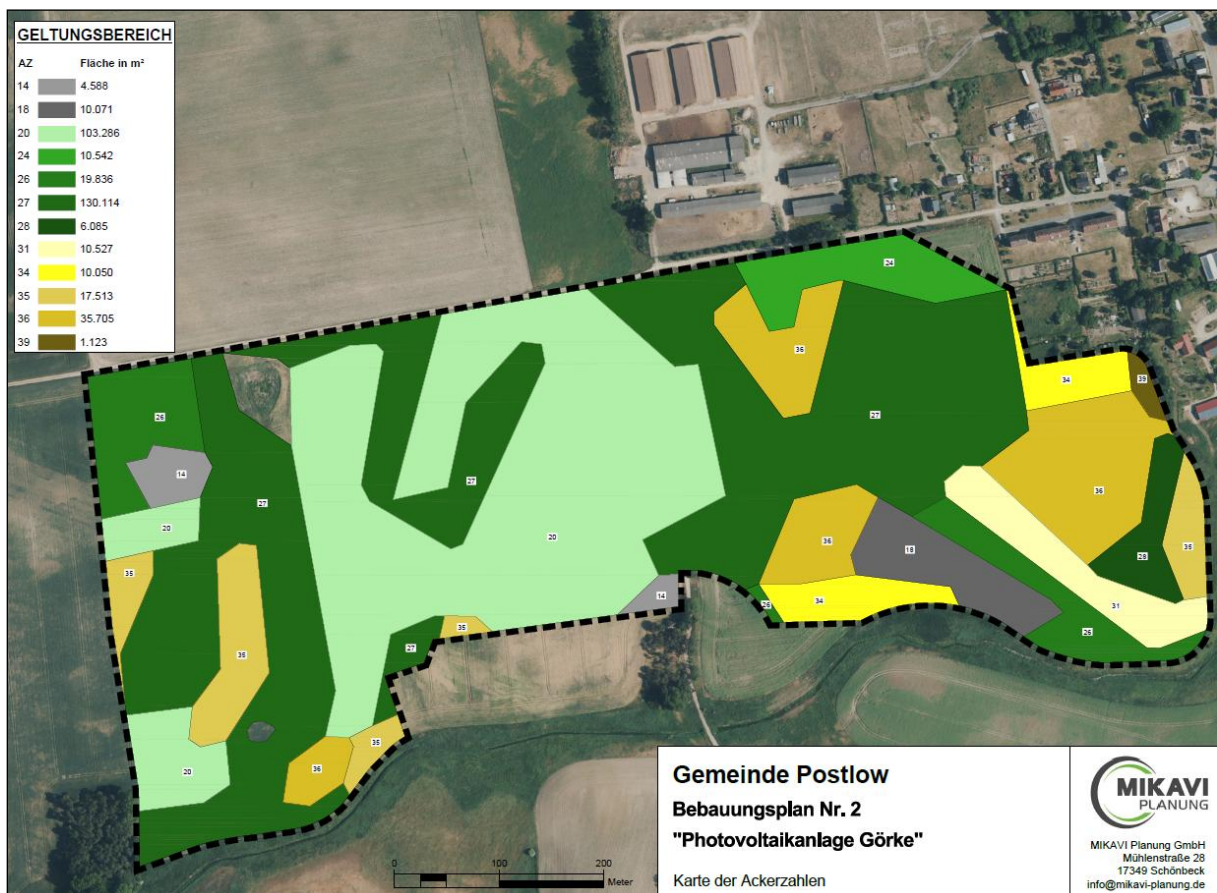 GELTUNGSBEREICH
AZ Fläche in m²
14 4.588
18 10.071
20 103.286
24 10.542
26 19.836
27 130.114
28 6.085
31 10.527
34 10.050
35 17.513
36 35.705
39 1.123
24
36
34
39
26
27
14
27
27
36
20
20
36
18
28
35
35
14
26
34
31
26
35
27
35
35
20
36
0 100 200
Meter
Gemeinde Postlow
Bebauungsplan Nr. 2
"Photovoltaikanlage Görke"
Karte der Ackerzahlen
MIKAVI
PLANUNG
MIKAVI Planung GmbH
Mühlenstraße 28
17349 Schönbeck
info@mikavi-planung.de